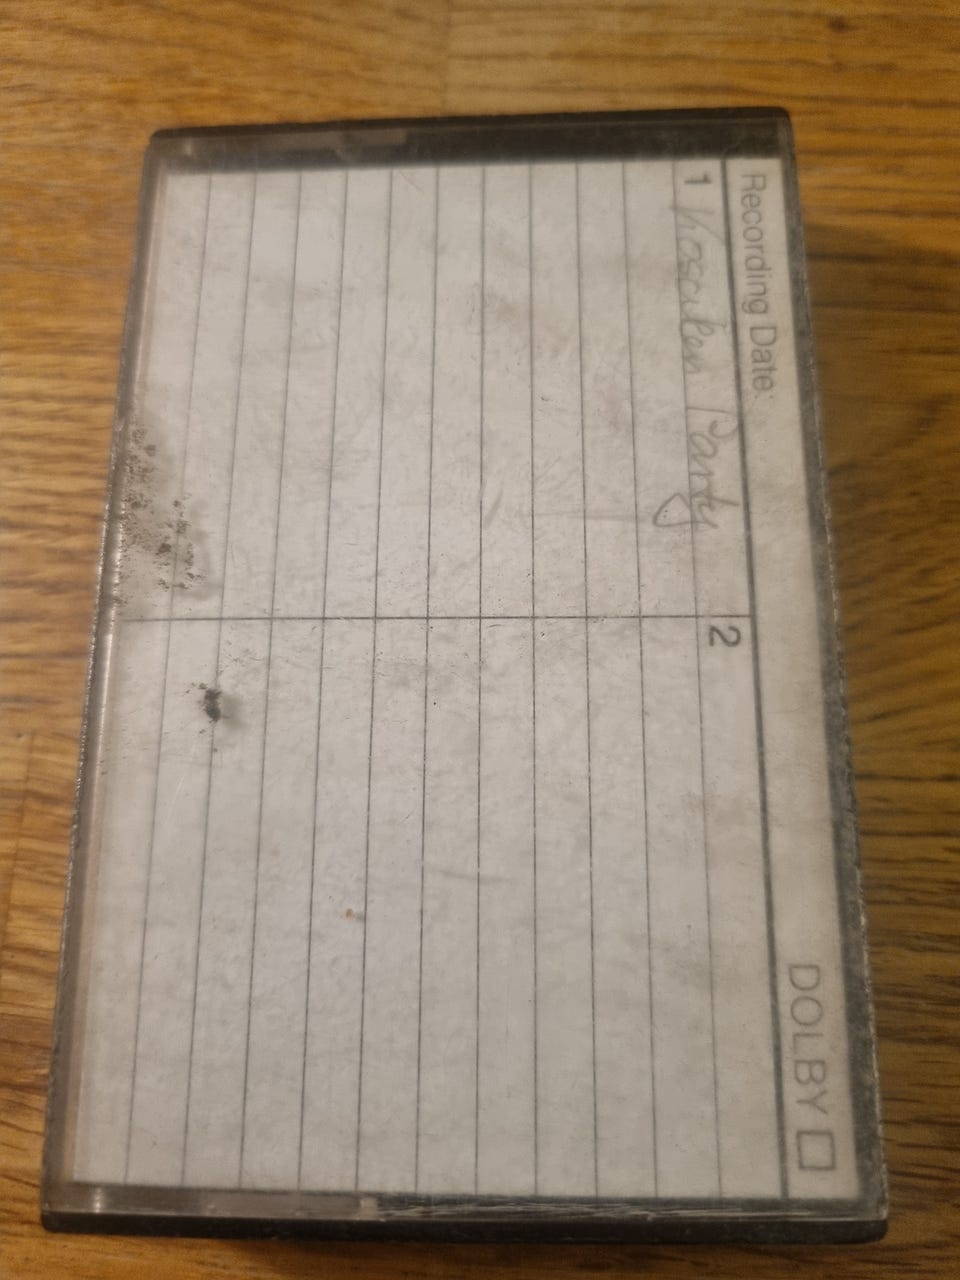 Recording Date:
DOLBY
1
Party
2